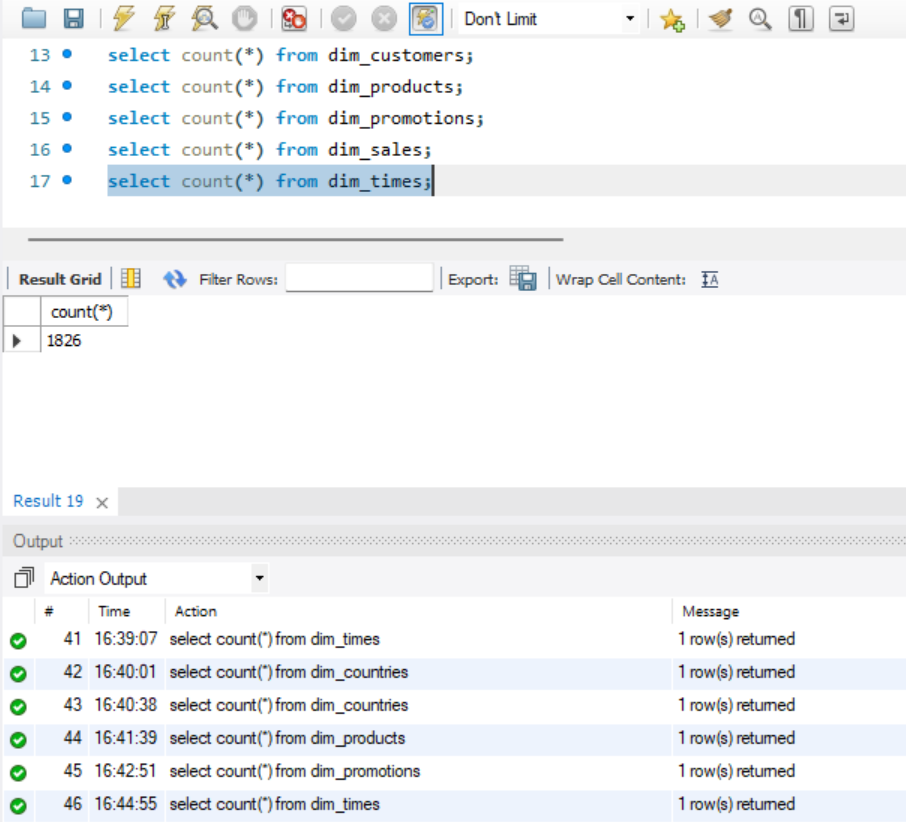 Don't Limit
13 select count(*) from dim_customers;
14 select count(*) from dim_products;
15 select count(*) from dim_promotions;
16 select count(*) from dim_sales;
17 select count(*) from dim_times;
Result Grid Filter Rows: Export: Wrap Cell Content: IA
count(*)
1826
Result 19
Output
Action Output
# Time Action Message
41 16:39:07 select count(*) from dim_times 1 row(s) returned
42 16:40:01 select count(*) from dim_countries 1 row(s) returned
43 16:40:38 select count(*) from dim_countries 1 row(s) returned
44 16:41:39 select count(*) from dim_products 1 row(s) returned
45 16:42:51 select count(*) from dim_promotions 1 row(s) returned
46 16:44:55 select count(*) from dim_times 1 row(s) returned